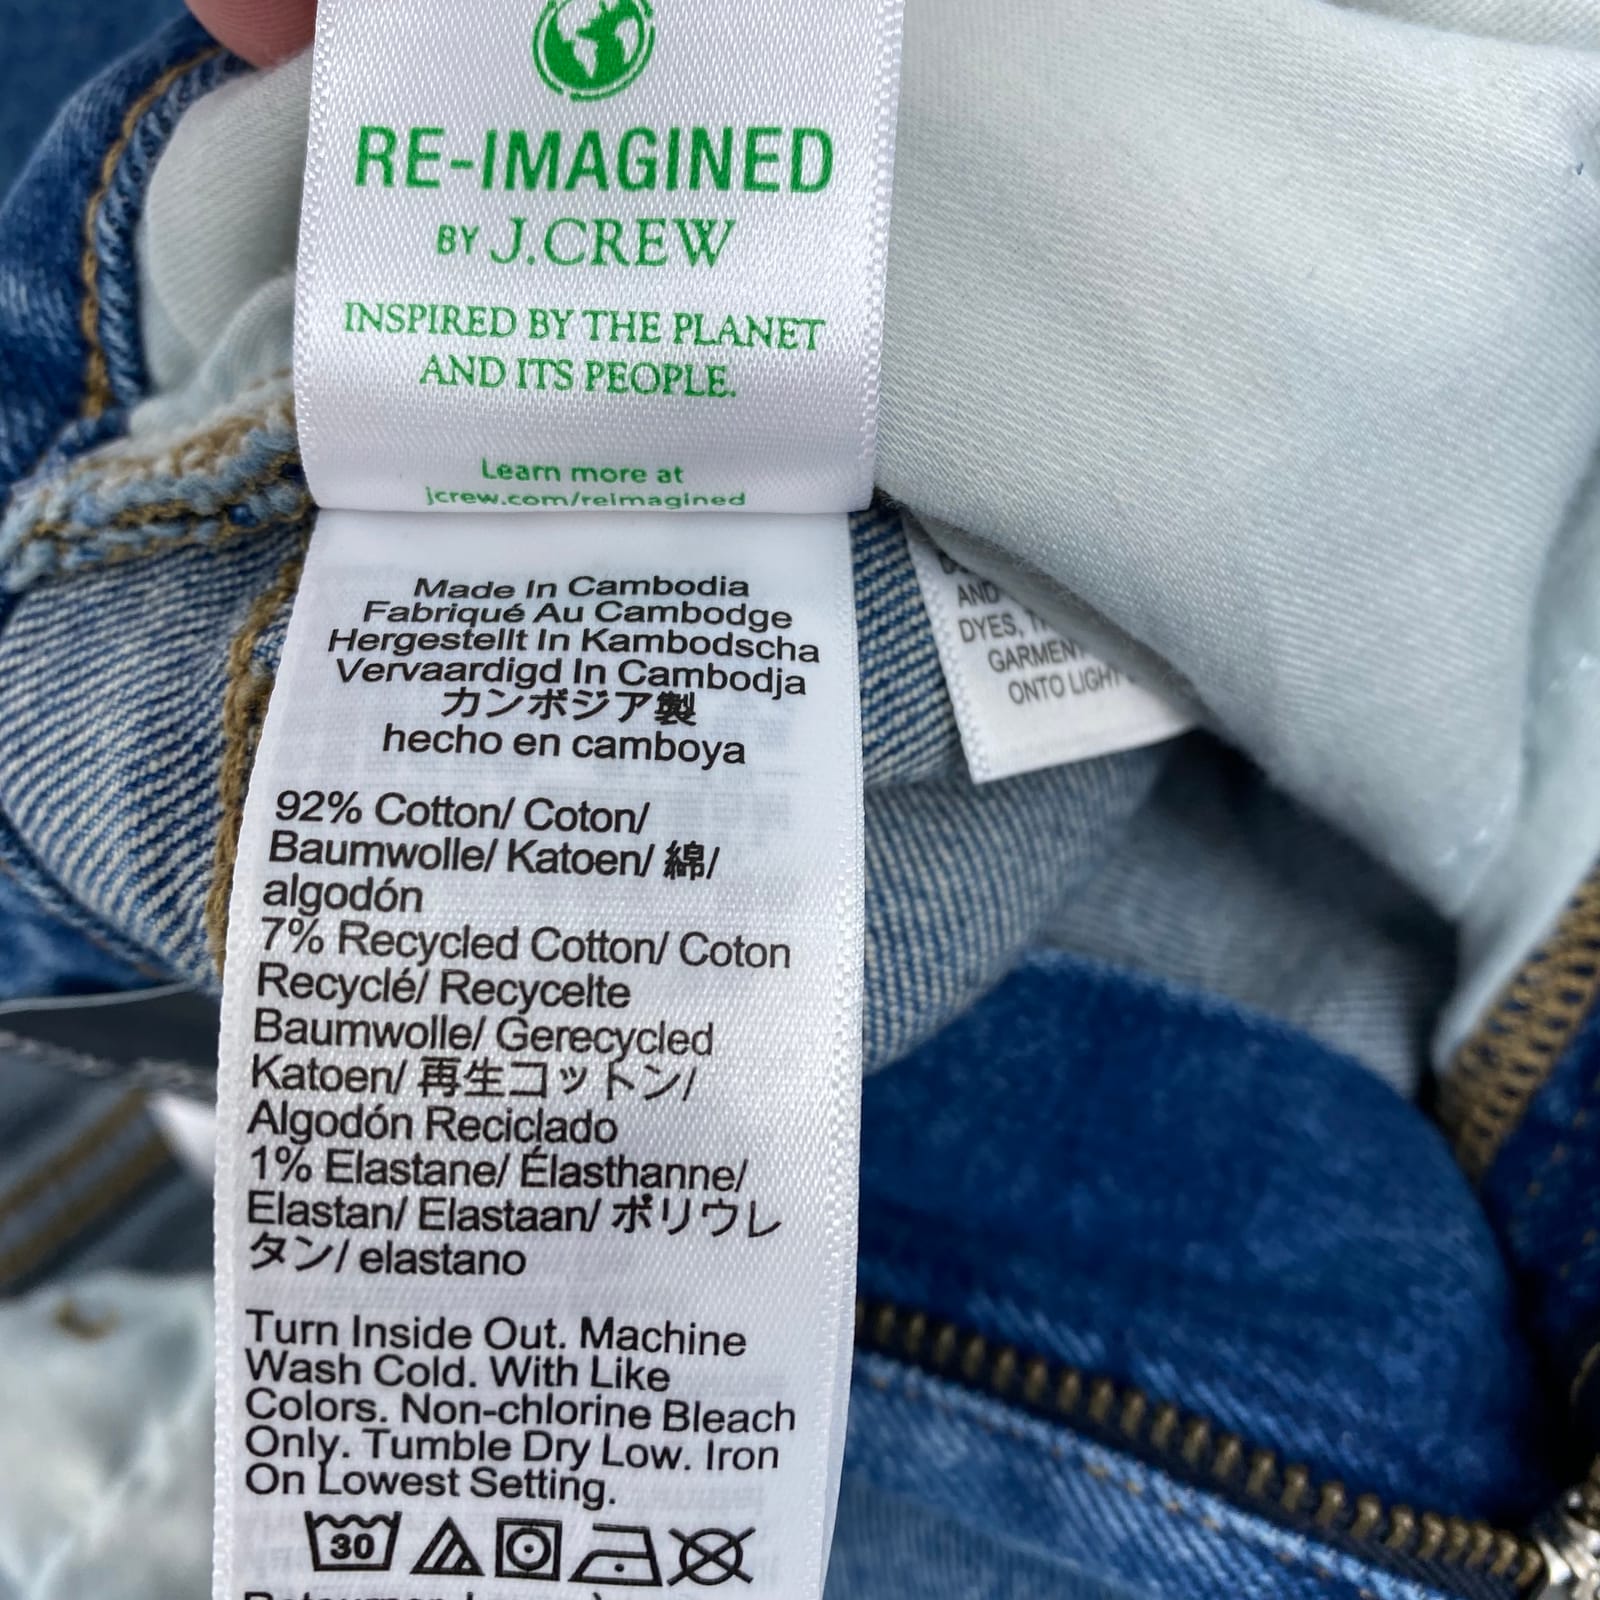 RE-IMAGINED
BY J.CREW
INSPIRED BY THE PLANET
AND ITS PEOPLE.
Learn more at
jcrew.com/reimagined
Made In Cambodia
Fabriqué Au Cambodge
Hergestellt In Kambodscha
Vervaardigd In Cambodja
カンボジア製
hecho en camboya
92% Cotton/ Coton/
Baumwolle/ Katoen/ 綿/
algodón
7% Recycled Cotton/ Coton
Recyclé/ Recycelte
Baumwolle/ Gerecycled
Katoen/ 再生コットン/
Algodón Reciclado
1% Elastane/ Élasthanne/
Elastan/ Elastaan/ ポリウレ
タン/ elastano
Turn Inside Out. Machine
Wash Cold. With Like
Colors. Non-chlorine Bleach
Only. Tumble Dry Low. Iron
On Lowest Setting.
30
AND
DYES,
GARMENT
ONTO LIGHT